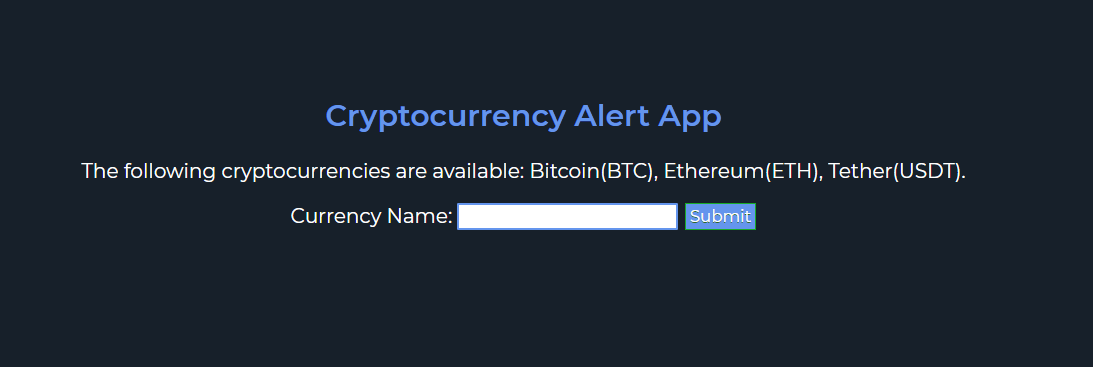 Cryptocurrency Alert App
The following cryptocurrencies are available: Bitcoin(BTC), Ethereum(ETH), Tether(USDT).
Currency Name: Submit